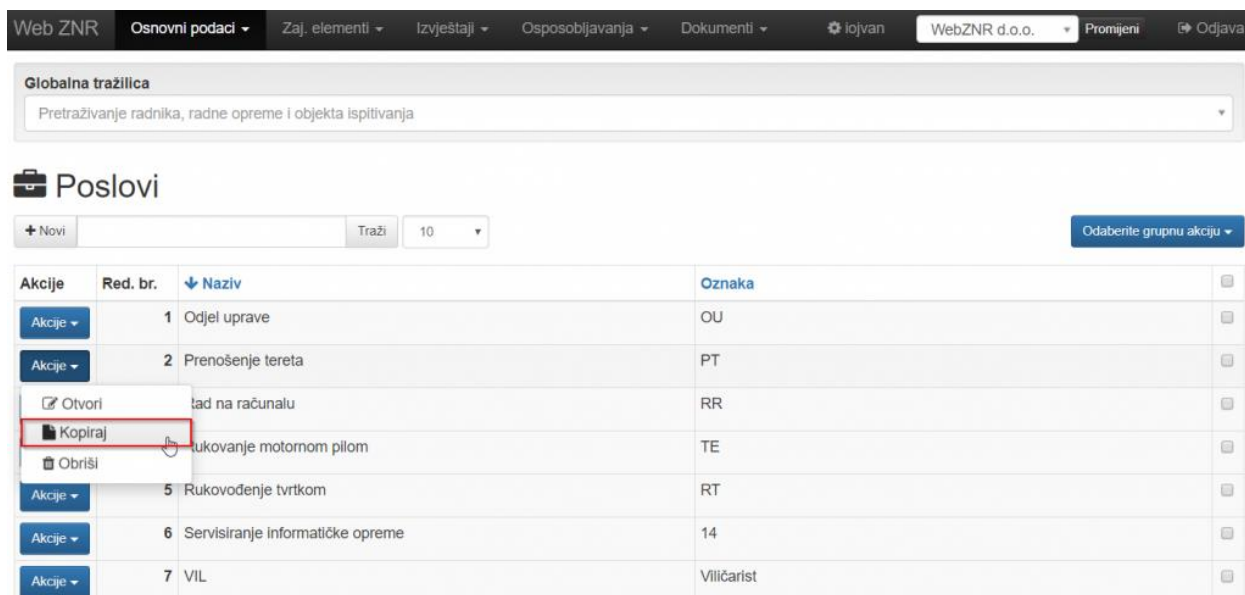 Web ZNR Osnovni podaci Zaj. elementi Izvještaji Osposobljavanja Dokumenti iojvan WebZNR d.o.o. Promijeni Odjava
Globalna tražilica
Pretraživanje radnika, radne opreme i objekta ispitivanja
Poslovi
+ Novi Traži 10 Odaberite grupnu akciju
Akcije Red. br. Naziv Oznaka
Akcije 1 Odjel uprave OU
Akcije 2 Prenošenje tereta PT
Otvori Rad na računalu RR
Kopiraj
Rukovanje motornom pilom TE
Obriši
Akcije 5 Rukovođenje tvrtkom RT
Akcije 6 Servisiranje informatičke opreme 14
Akcije 7 VIL Viličarist